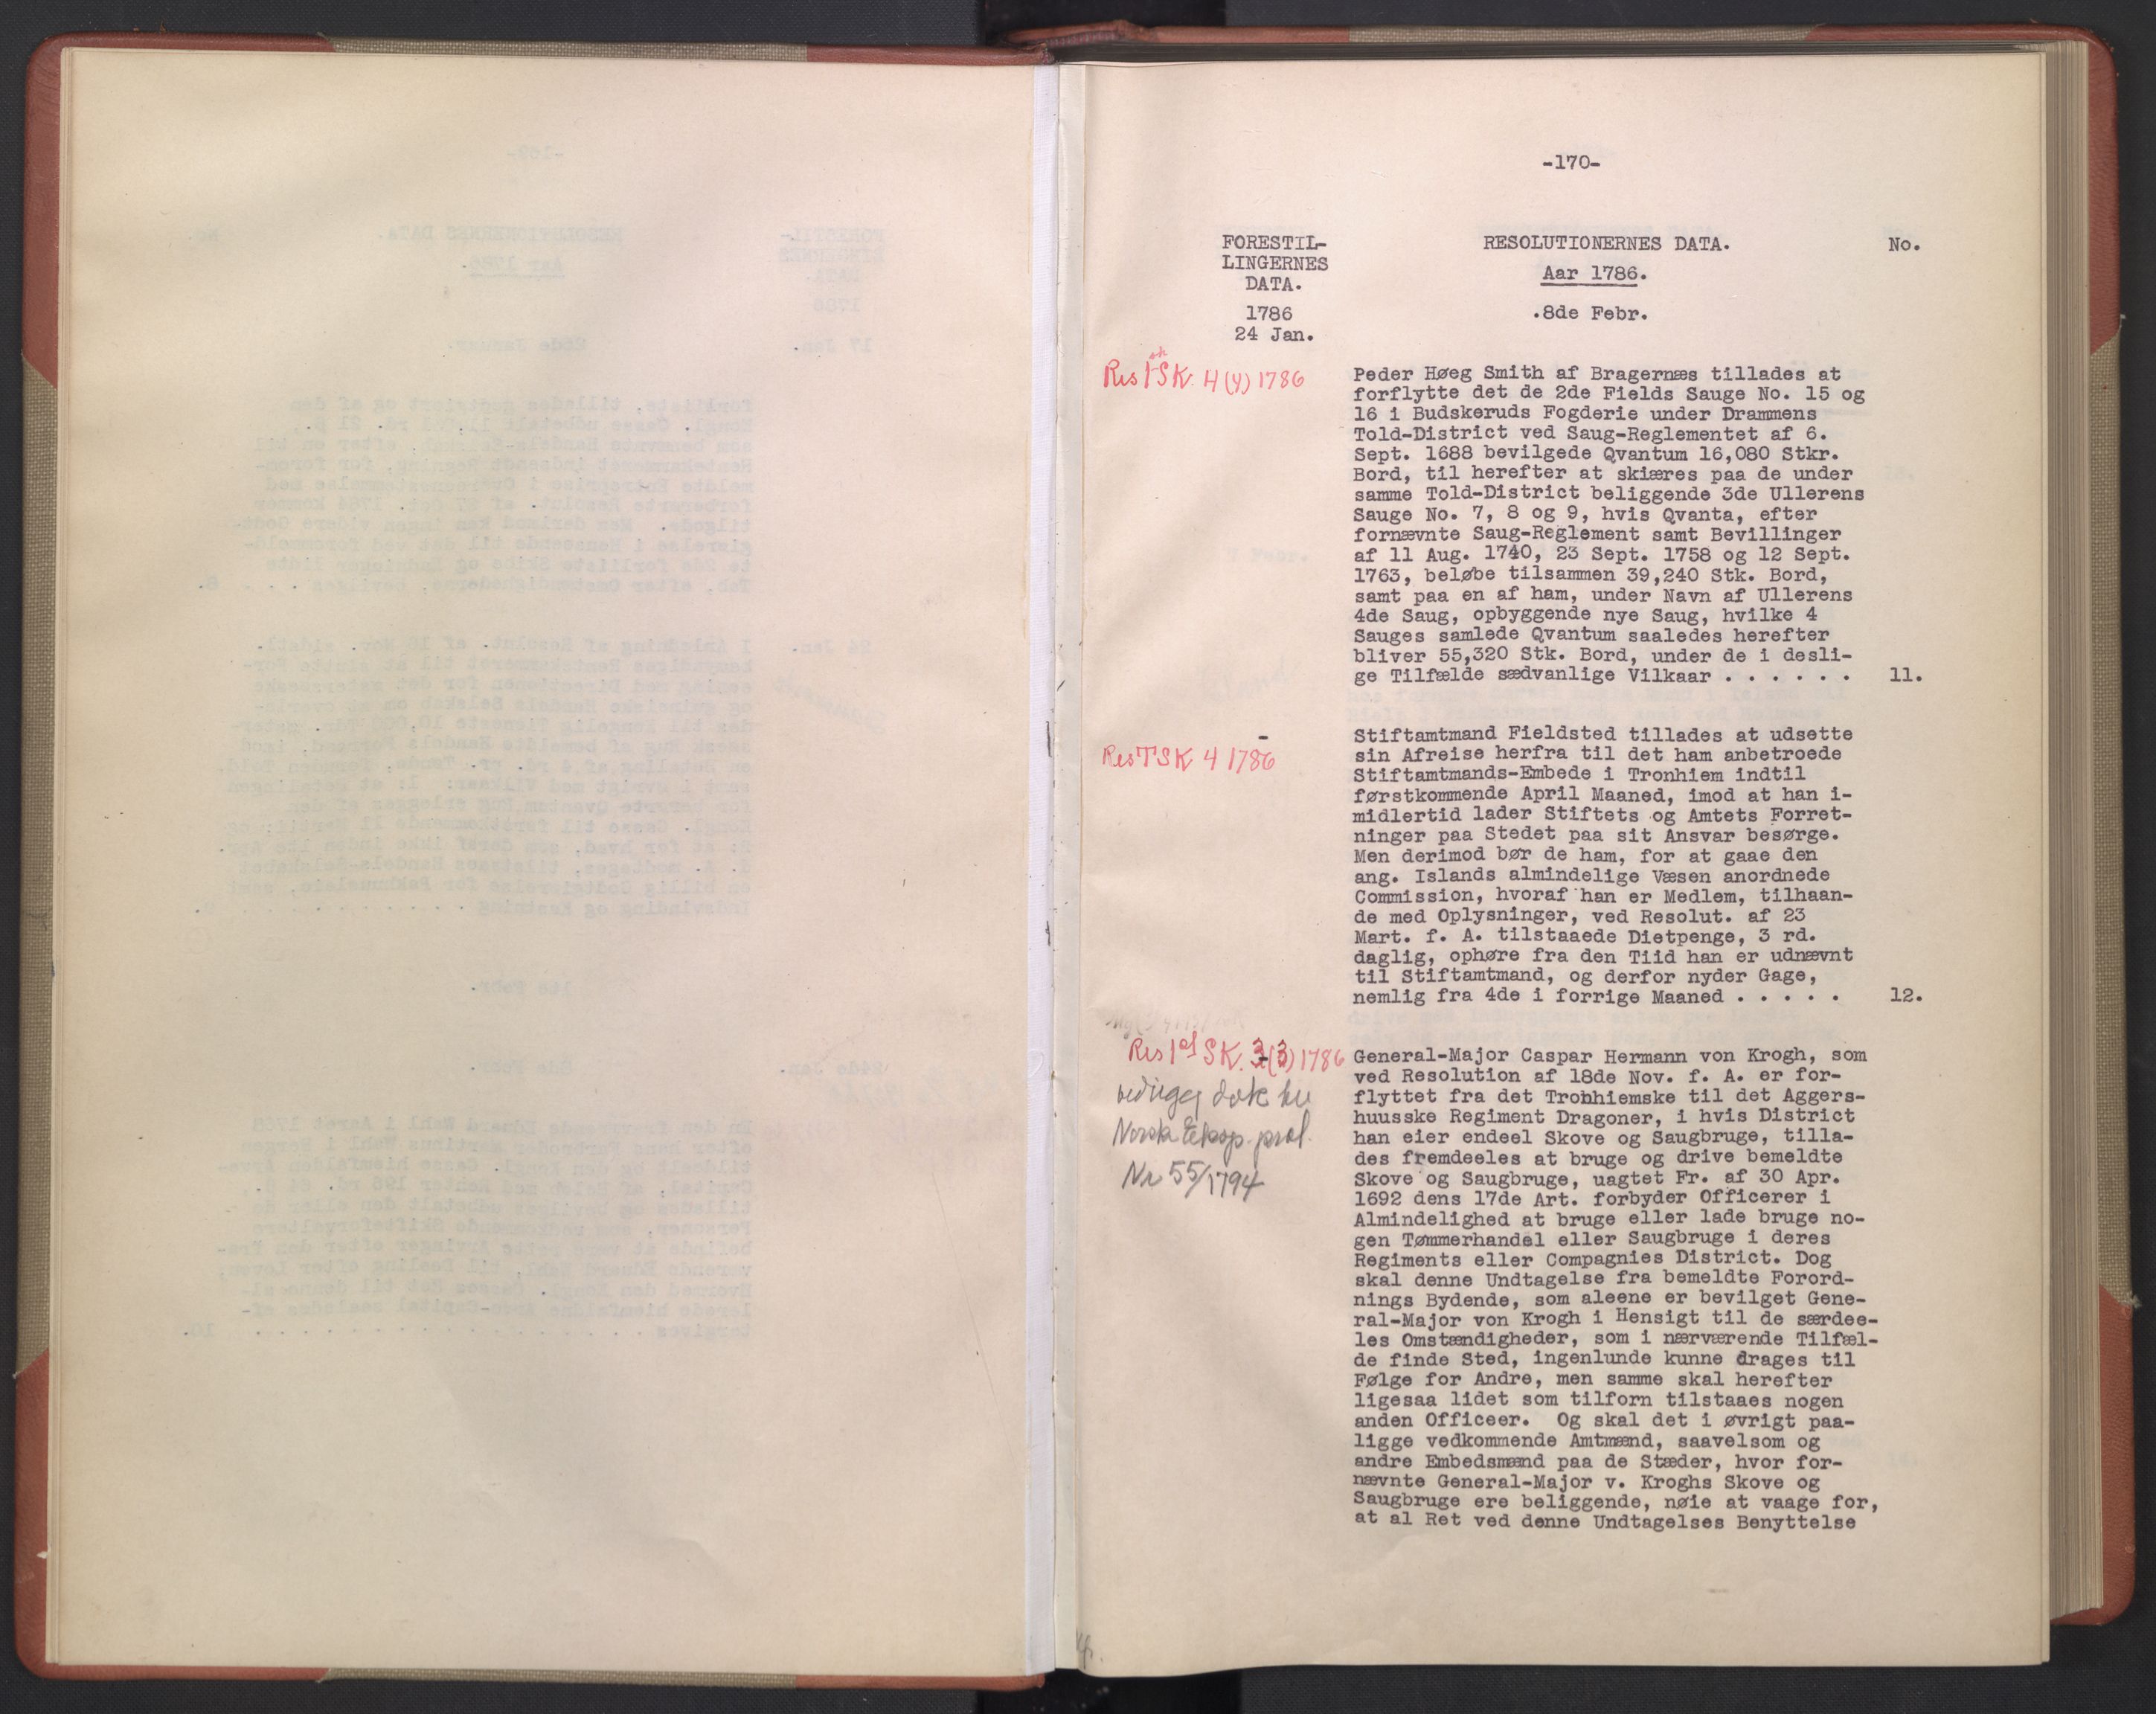 -170-
FORESTIL-
LINGERNES
DATA.
RESOLUTIONERNES DATA.
No.
Aar 1786.
1786
24 Jan.
.8de Febr.
Res 1 SK. 4 (4) 1786
Peder Høeg Smith af Bragernæs tillades at
forflytte det de 2de Fields Sauge No. 15 og
16 i Budskeruds Fogderie under Drammens
Told-District ved Saug-Reglementet af 6.
Sept. 1688 bevilgede Qvantum 16,080 Stkr.
Bord, til herefter at skiæres paa de under
samme Told-District beliggende 3de Ullerens
Sauge No. 7, 8 og 9, hvis Qvanta, efter
fornævnte Saug-Reglement samt Bevillinger
af 11 Aug. 1740, 23 Sept. 1758 og 12 Sept.
1763, beløbe tilsammen 39,240 Stk. Bord,
samt paa en af ham, under Navn af Ullerens
4de Saug, opbyggende nye Saug, hvilke 4
Sauges samlede Qvantum saaledes herefter
bliver 55,320 Stk. Bord, under de i desli-
ge Tilfælde sædvanlige Vilkaar . . . . . . 11.
-
Res TSK 4 1786
Stiftamtmand Fieldsted tillades at udsette
sin Afreise herfra til det ham anbetroede
Stiftamtmands-Embede i Tronhiem indtil
førstkommende April Maaned, imod at han i-
midlertid lader Stiftets og Amtets Forret-
ninger paa Stedet paa sit Ansvar besørge.
Men derimod bør de ham, for at gaae den
ang. Islands almindelige Væsen anordnede
Commission, hvoraf han er Medlem, tilhaan-
de med Oplysninger, ved Resolut. af 23
Mart. f. A. tilstaaede Dietpenge, 3 rd.
daglig, ophøre fra den Tiid han er udnævnt
til Stiftamtmand, og derfor nyder Gage,
nemlig fra 4de i forrige Maaned . . . . . 12.
Res 1 SK. 3 (3) 1786
dok
Norsk Eksp. prot.
Nr 55/1794
General-Major Caspar Hermann von Krogh, som
ved Resolution af 18de Nov. f. A. er for-
flyttet fra det Tronhiemske til det Aggers-
huusske Regiment Dragoner, i hvis District
han eier endeel Skove og Saugbruge, tilla-
des fremdeeles at bruge og drive bemeldte
Skove og Saugbruge, uagtet Fr. af 30 Apr.
1692 dens 17de Art. forbyder Officerer i
Almindelighed at bruge eller lade bruge no-
gen Tømmerhandel eller Saugbruge i deres
Regiments eller Compagnies District. Dog
skal denne Undtagelse fra bemeldte Forord-
nings Bydende, som aleene er bevilget Gene-
ral-Major von Krogh i Hensigt til de særdee-
les Omstændigheder, som i nærværende Tilfæl-
de finde Sted, ingenlunde kunne drages til
Følge for Andre, men samme skal herefter
ligesaa lidet som tilforn tilstaaes nogen
anden Officeer. Og skal det i øvrigt paa-
ligge vedkommende Amtmænd, saavelsom og
andre Embedsmænd paa de Stæder, hvor for-
nævnte General-Major v. Kroghs Skove og
Saugbruge ere beliggende, nøie at vaage for,
at al Ret ved denne Undtagelses Benyttelse